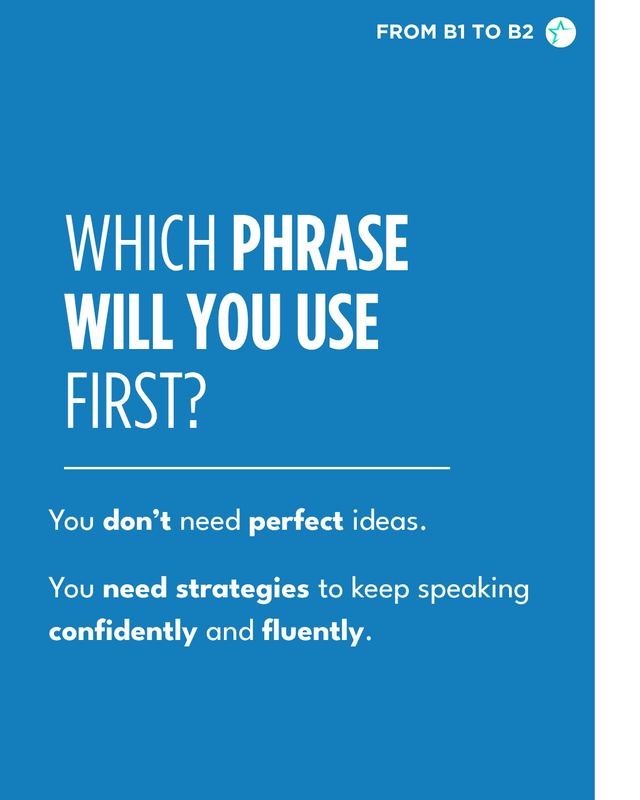 FROM B1 TO B2
WHICH PHRASE
WILL YOU USE
FIRST?
You don't need perfect ideas.
You need strategies to keep speaking
confidently and fluently.